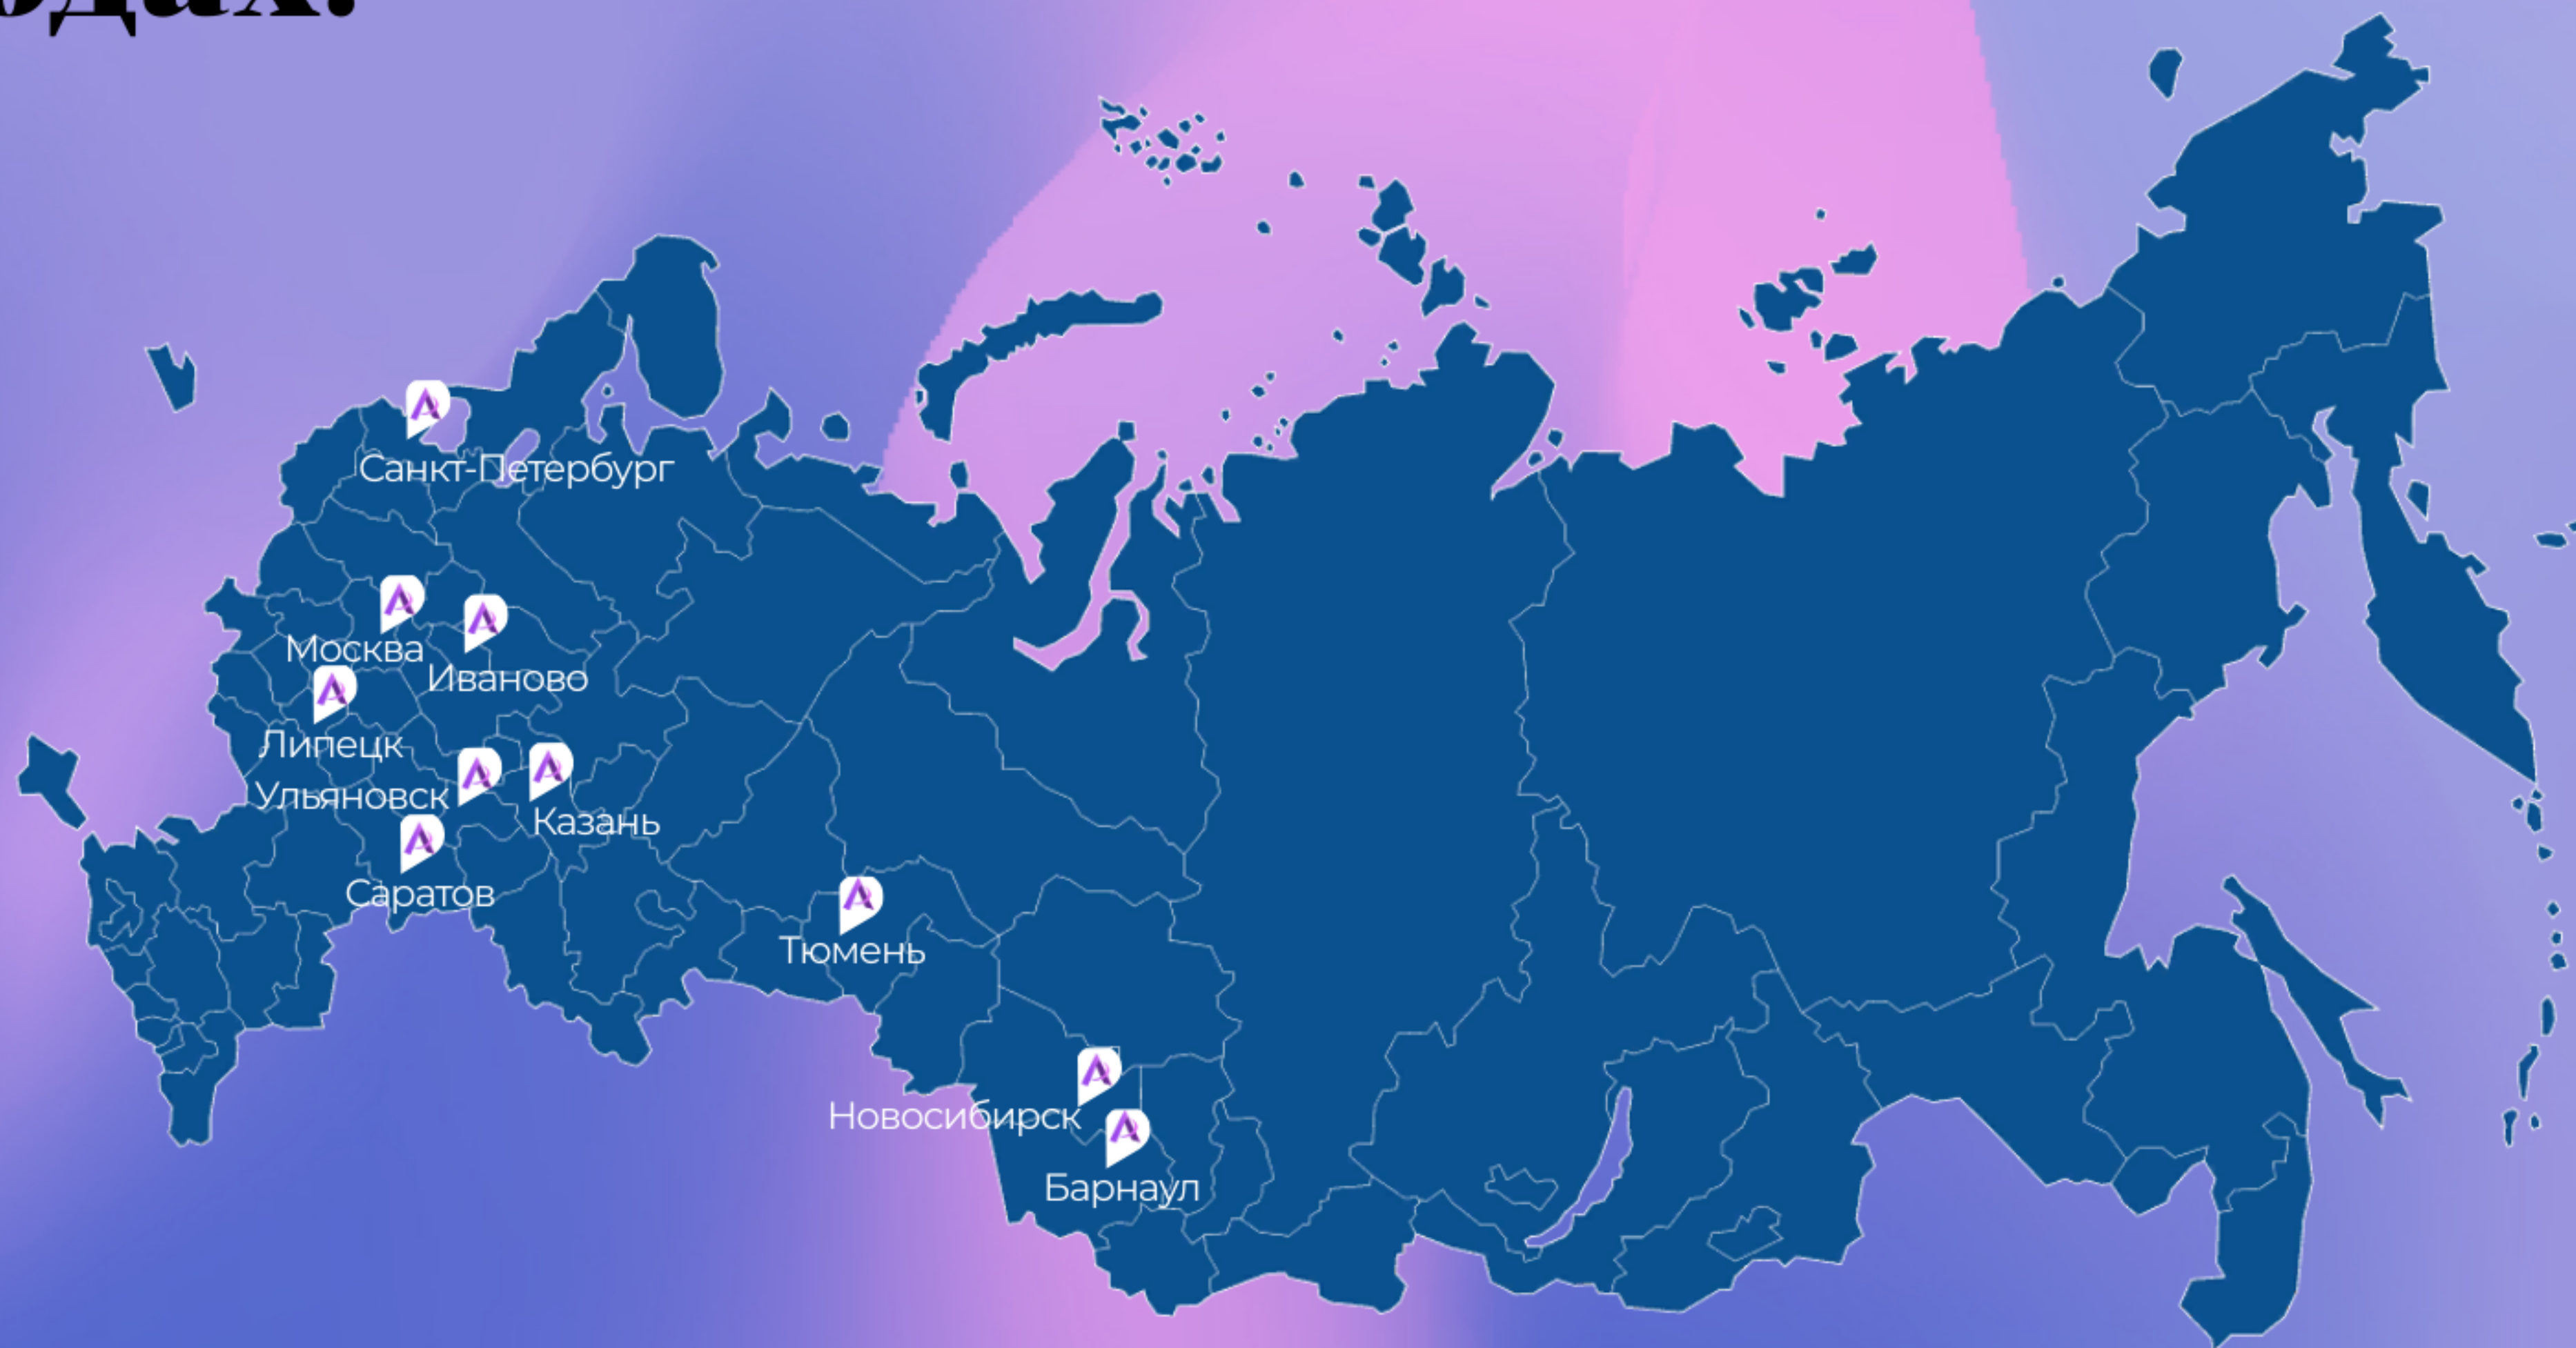 Санкт-Петербург
Москва
Иваново
Липецк
Ульяновск
Казань
Саратов
Тюмень
Новосибирск
Барнаул